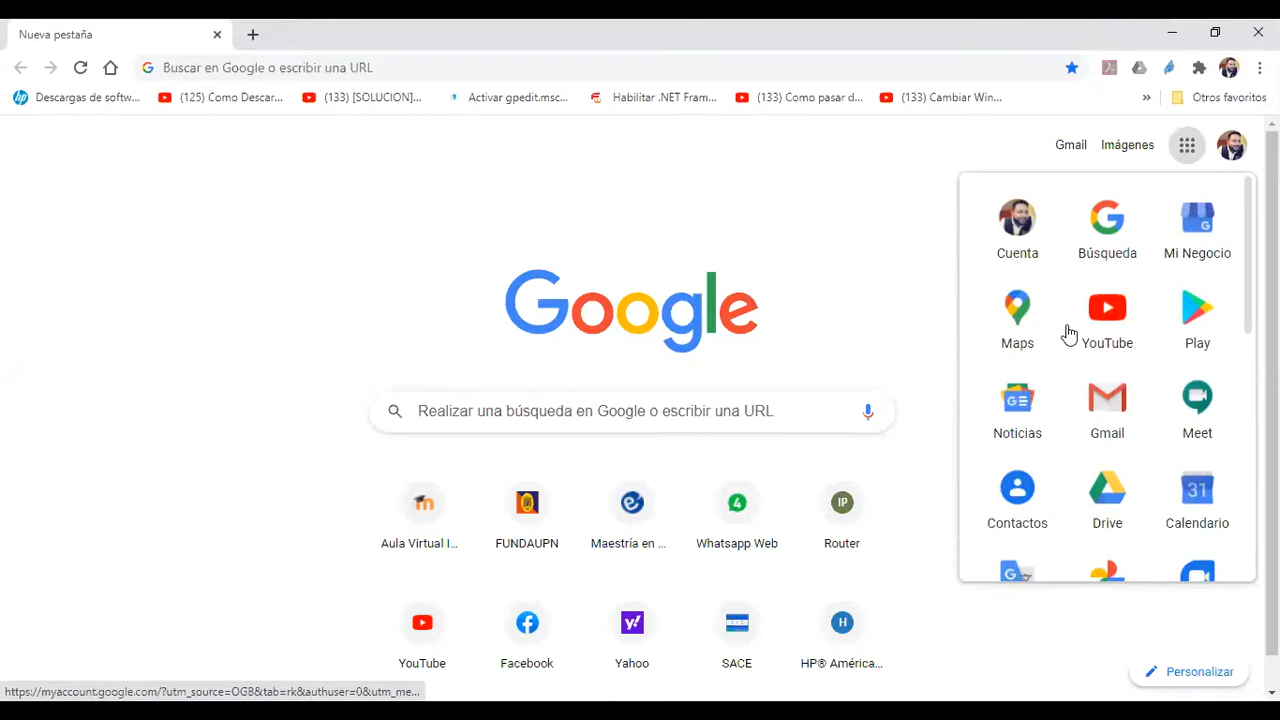 Nueva pestaña
Buscar en Google o escribir una URL
Descargas de softw... (125) Como Descar... (133) [SOLUCION]... Activar gpedit.msc... Habilitar .NET Fram... (133) Como pasar d... (133) Cambiar Win... » Otros favoritos
Gmail Imágenes
Cuenta Búsqueda Mi Negocio
Maps YouTube Play
Noticias Gmail Meet
31
Contactos Drive Calendario
Google
Realizar una búsqueda en Google o escribir una URL
4 IP
Aula Virtual I... FUNDAUPN Maestría en ... Whatsapp Web Router
y! H
YouTube Facebook Yahoo SACE HP® América...
Personalizar
https://myaccount.google.com/?utm_source=OGB&tab=rk&authuser=0&utm_me...